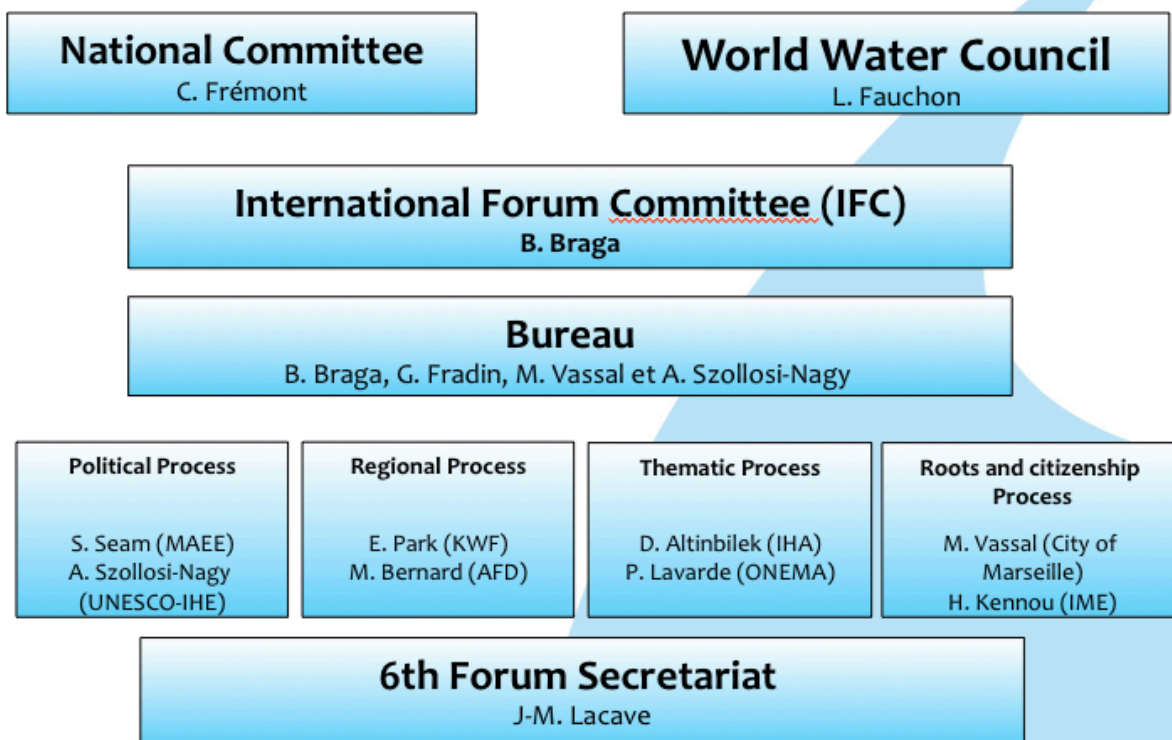 National Committee
C. Frémont
World Water Council
L. Fauchon
International Forum Committee (IFC)
B. Braga
Bureau
B. Braga, G. Fradin, M. Vassal et A. Szollosi-Nagy
Political Process
S. Seam (MAEE)
A. Szollosi-Nagy
(UNESCO-IHE)
Regional Process
E. Park (KWF)
M. Bernard (AFD)
Thematic Process
D. Altinbilek (IHA)
P. Lavarde (ONEMA)
Roots and citizenship
Process
M. Vassal (City of
Marseille)
H. Kennou (IME)
6th Forum Secretariat
J-M. Lacave